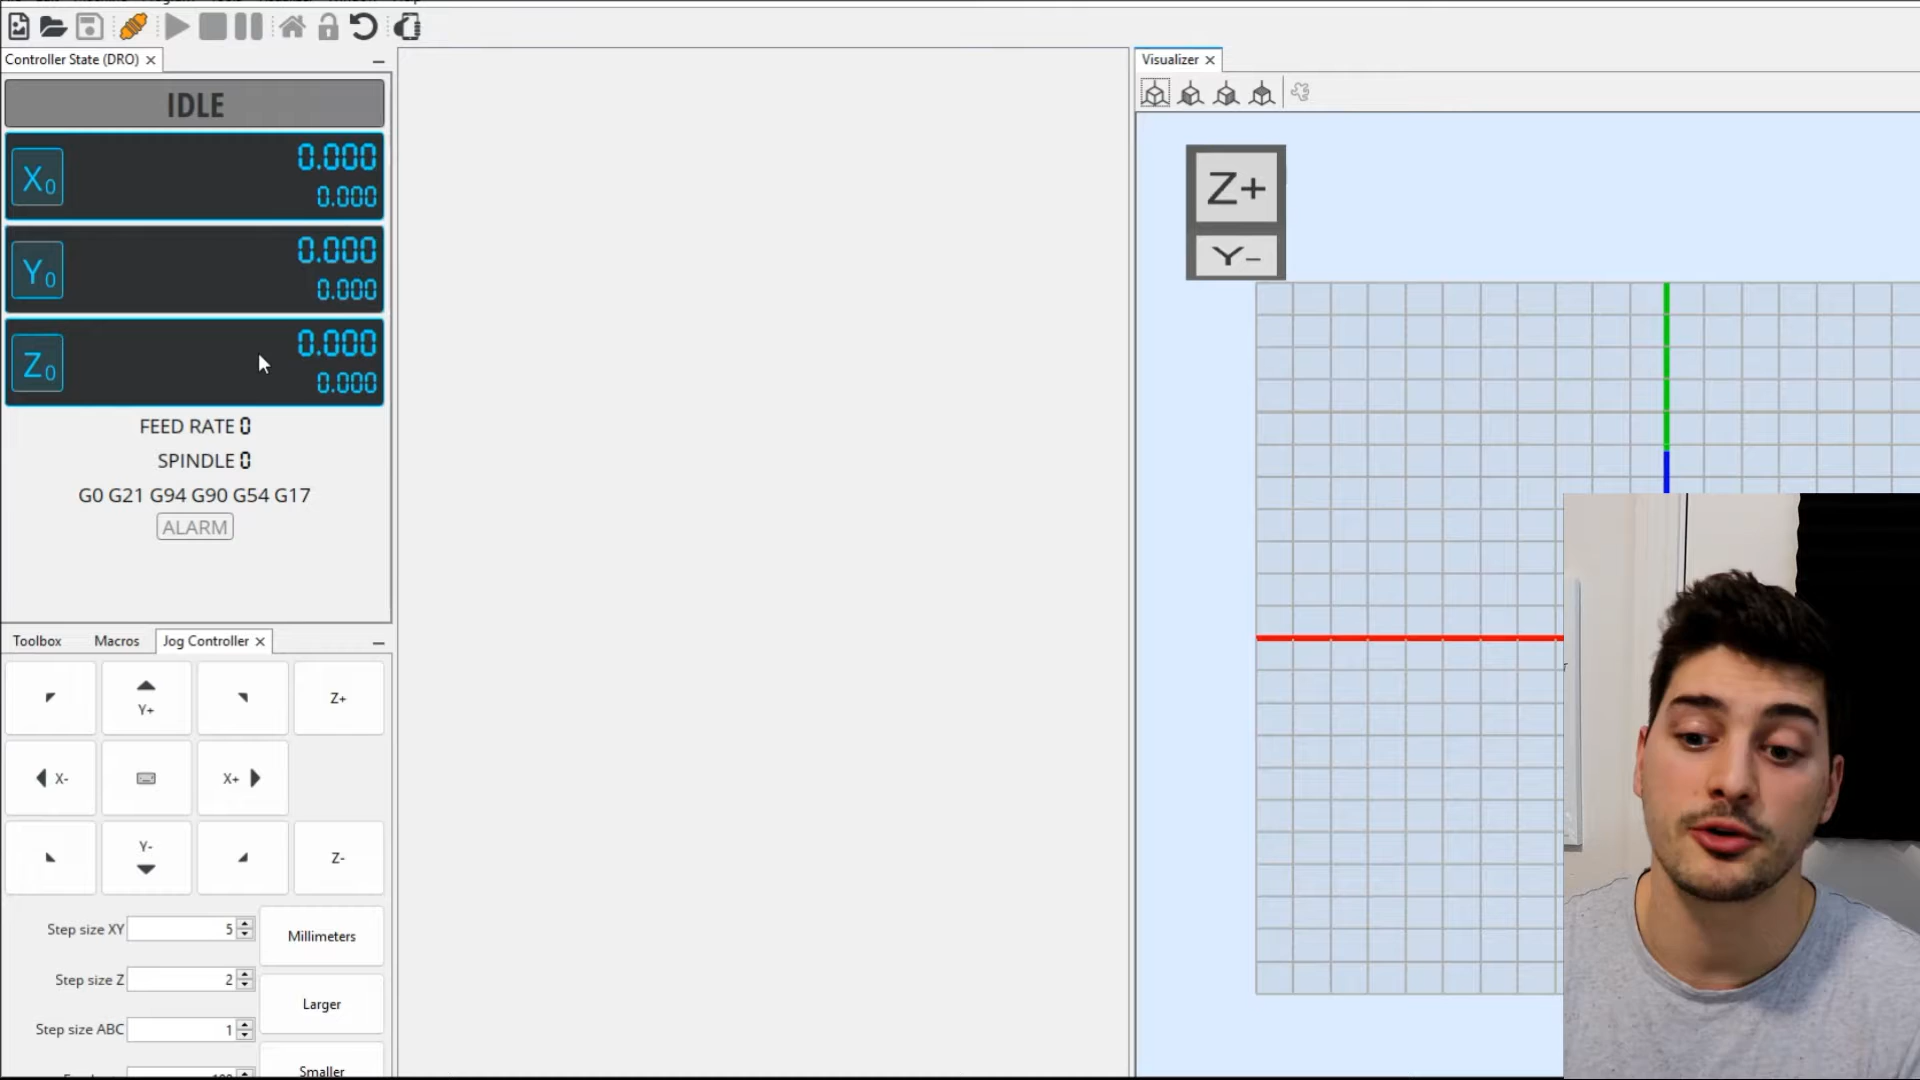 Controller State (DRO)
Visualizer
IDLE
X0
0.000
0.000
Y0
0.000
0.000
Z0
0.000
0.000
FEED RATE 0
SPINDLE 0
G0 G21 G94 G90 G54 G17
ALARM
Z+
Y-
Toolbox
Macros
Jog Controller
Y+
Z+
X-
X+
Y-
Z-
Step size XY 5
Millimeters
Step size Z 2
Larger
Step size ABC 1
Smaller